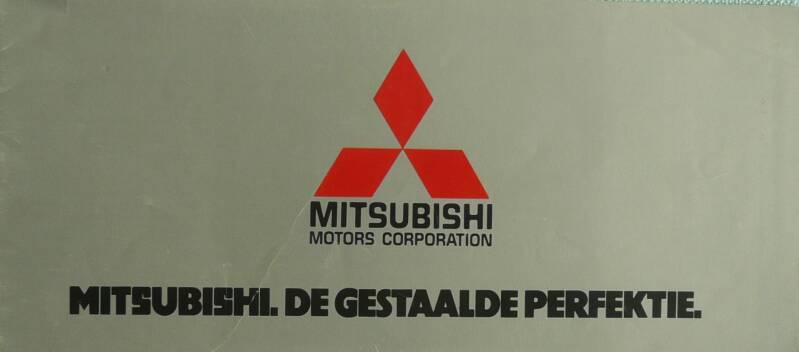 MITSUBISHI
MOTORS CORPORATION
MITSUBISHI. DE GESTAALDE PERFEKTIE.